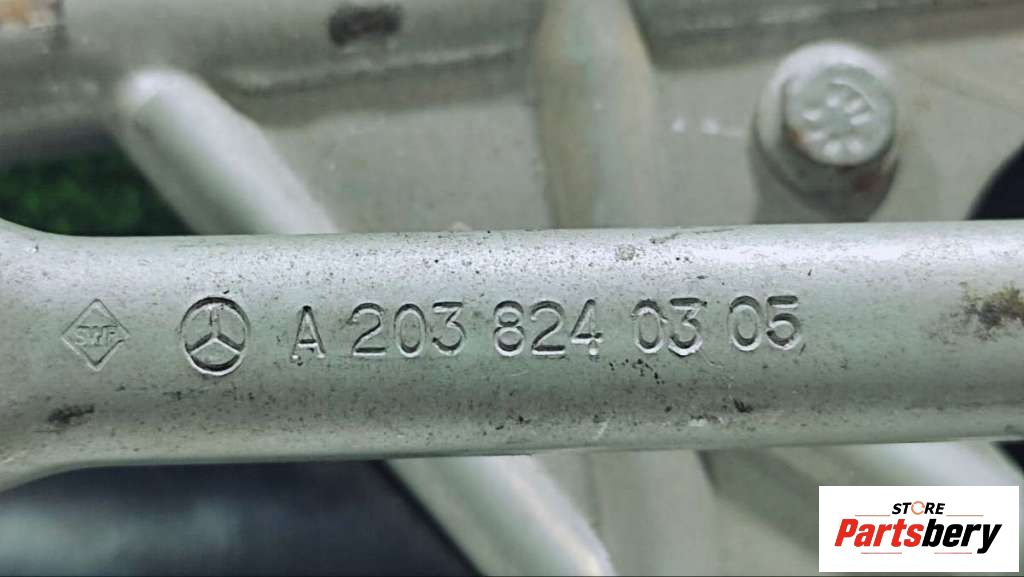 SWF A 203 824 03 05
STORE
Partsbery